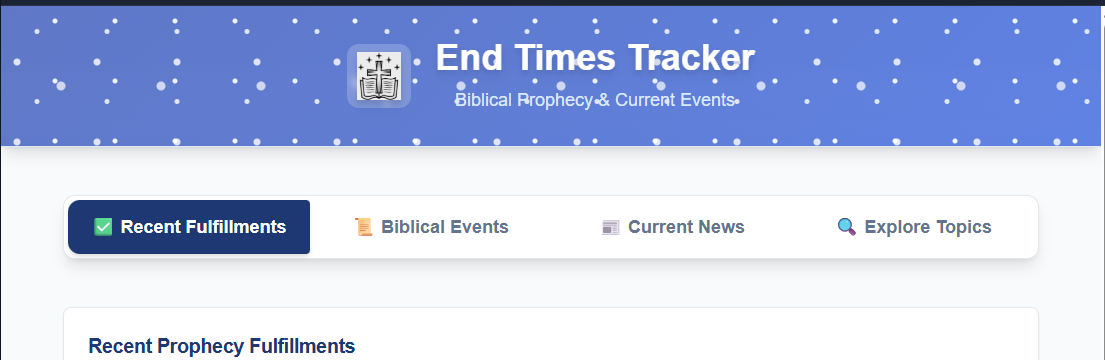 End Times Tracker
Biblical Prophecy & Current Events
Recent Fulfillments
Biblical Events
Current News
Explore Topics
Recent Prophecy Fulfillments